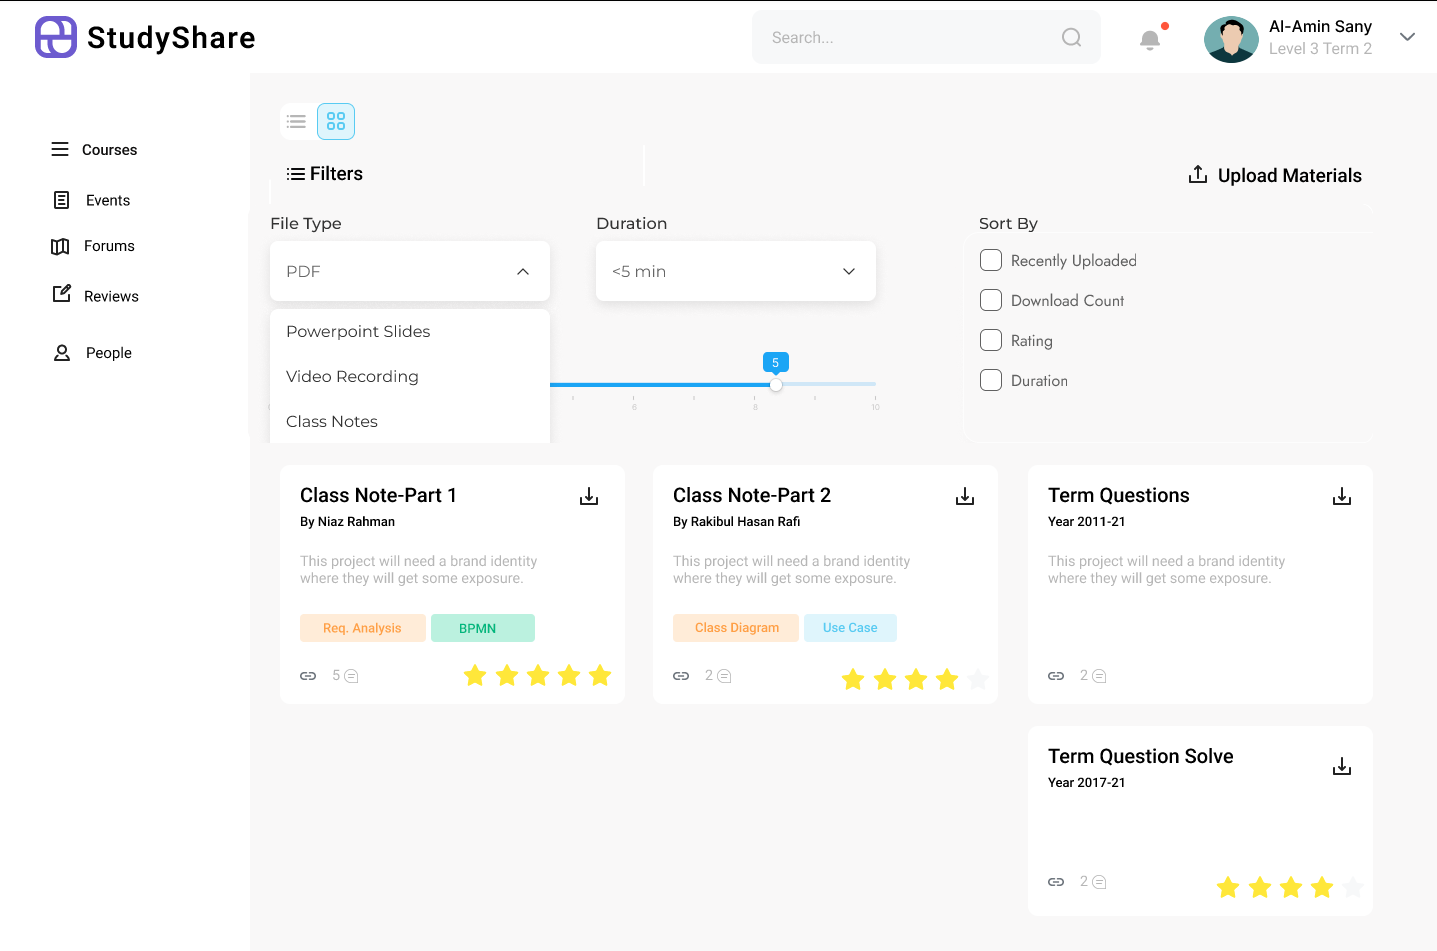 StudyShare
Search...
Al-Amin Sany
Level 3 Term 2
Courses
Events
Forums
Reviews
People
Filters
Upload Materials
File Type
Duration
Sort By
PDF
<5 min
Recently Uploaded
Download Count
Rating
Duration
Powerpoint Slides
Video Recording
Class Notes
5
6
8
10
Class Note-Part 1
By Niaz Rahman
This project will need a brand identity
where they will get some exposure.
Req. Analysis
BPMN
5
Class Note-Part 2
By Rakibul Hasan Rafi
This project will need a brand identity
where they will get some exposure.
Class Diagram
Use Case
2
Term Questions
Year 2011-21
This project will need a brand identity
where they will get some exposure.
2
Term Question Solve
Year 2017-21
2